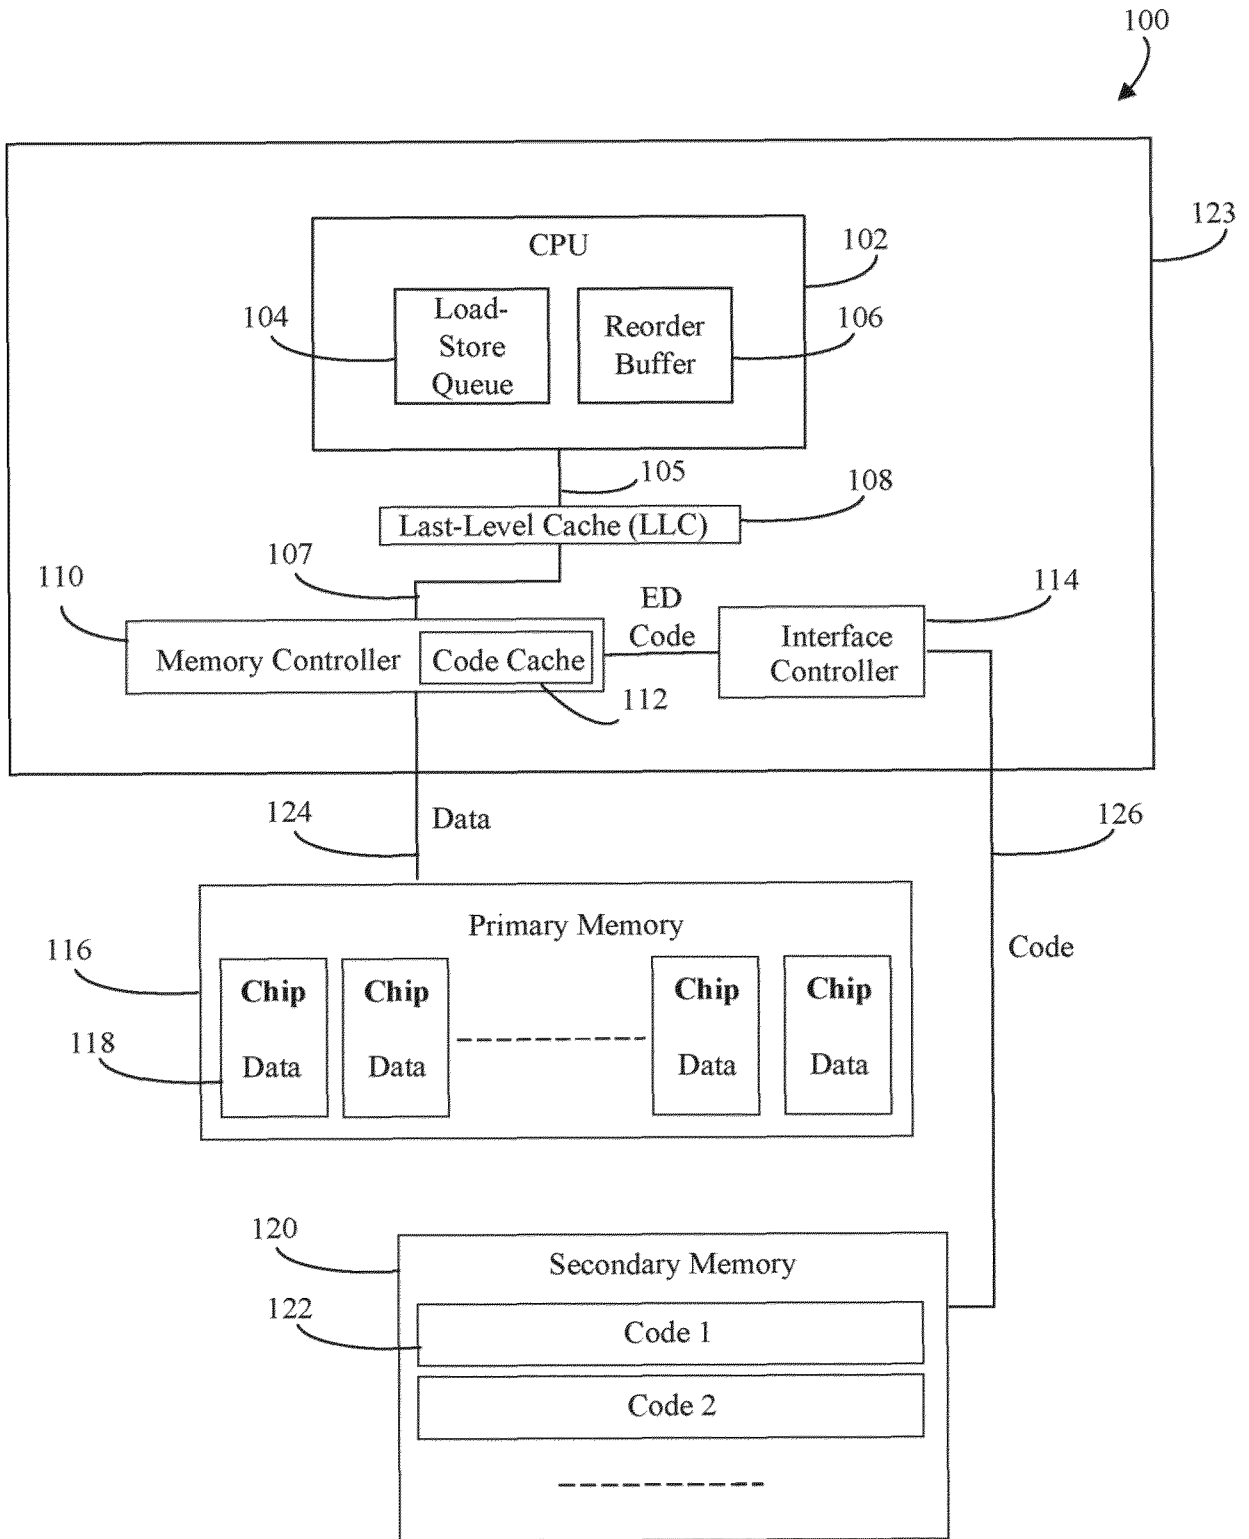 100
123
CPU
102
104
Load-
Store
Queue
Reorder
Buffer
106
105
108
Last-Level Cache (LLC)
107
110
ED
Code
114
Memory Controller
Code Cache
Interface
Controller
112
124
Data
126
Primary Memory
116
Code
Chip
Chip
Chip
Chip
118
Data
Data
Data
Data
120
Secondary Memory
122
Code 1
Code 2